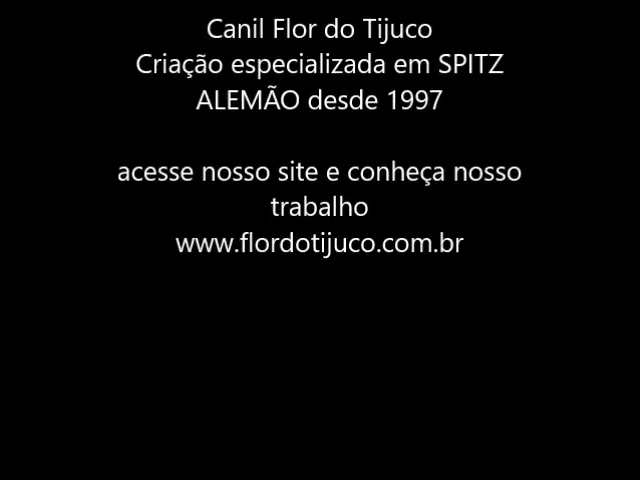 Canil Flor do Tijuco
Criação especializada em SPITZ
ALEMÃO desde 1997
acesse nosso site e conheça nosso
trabalho
www.flordotijuco.com.br